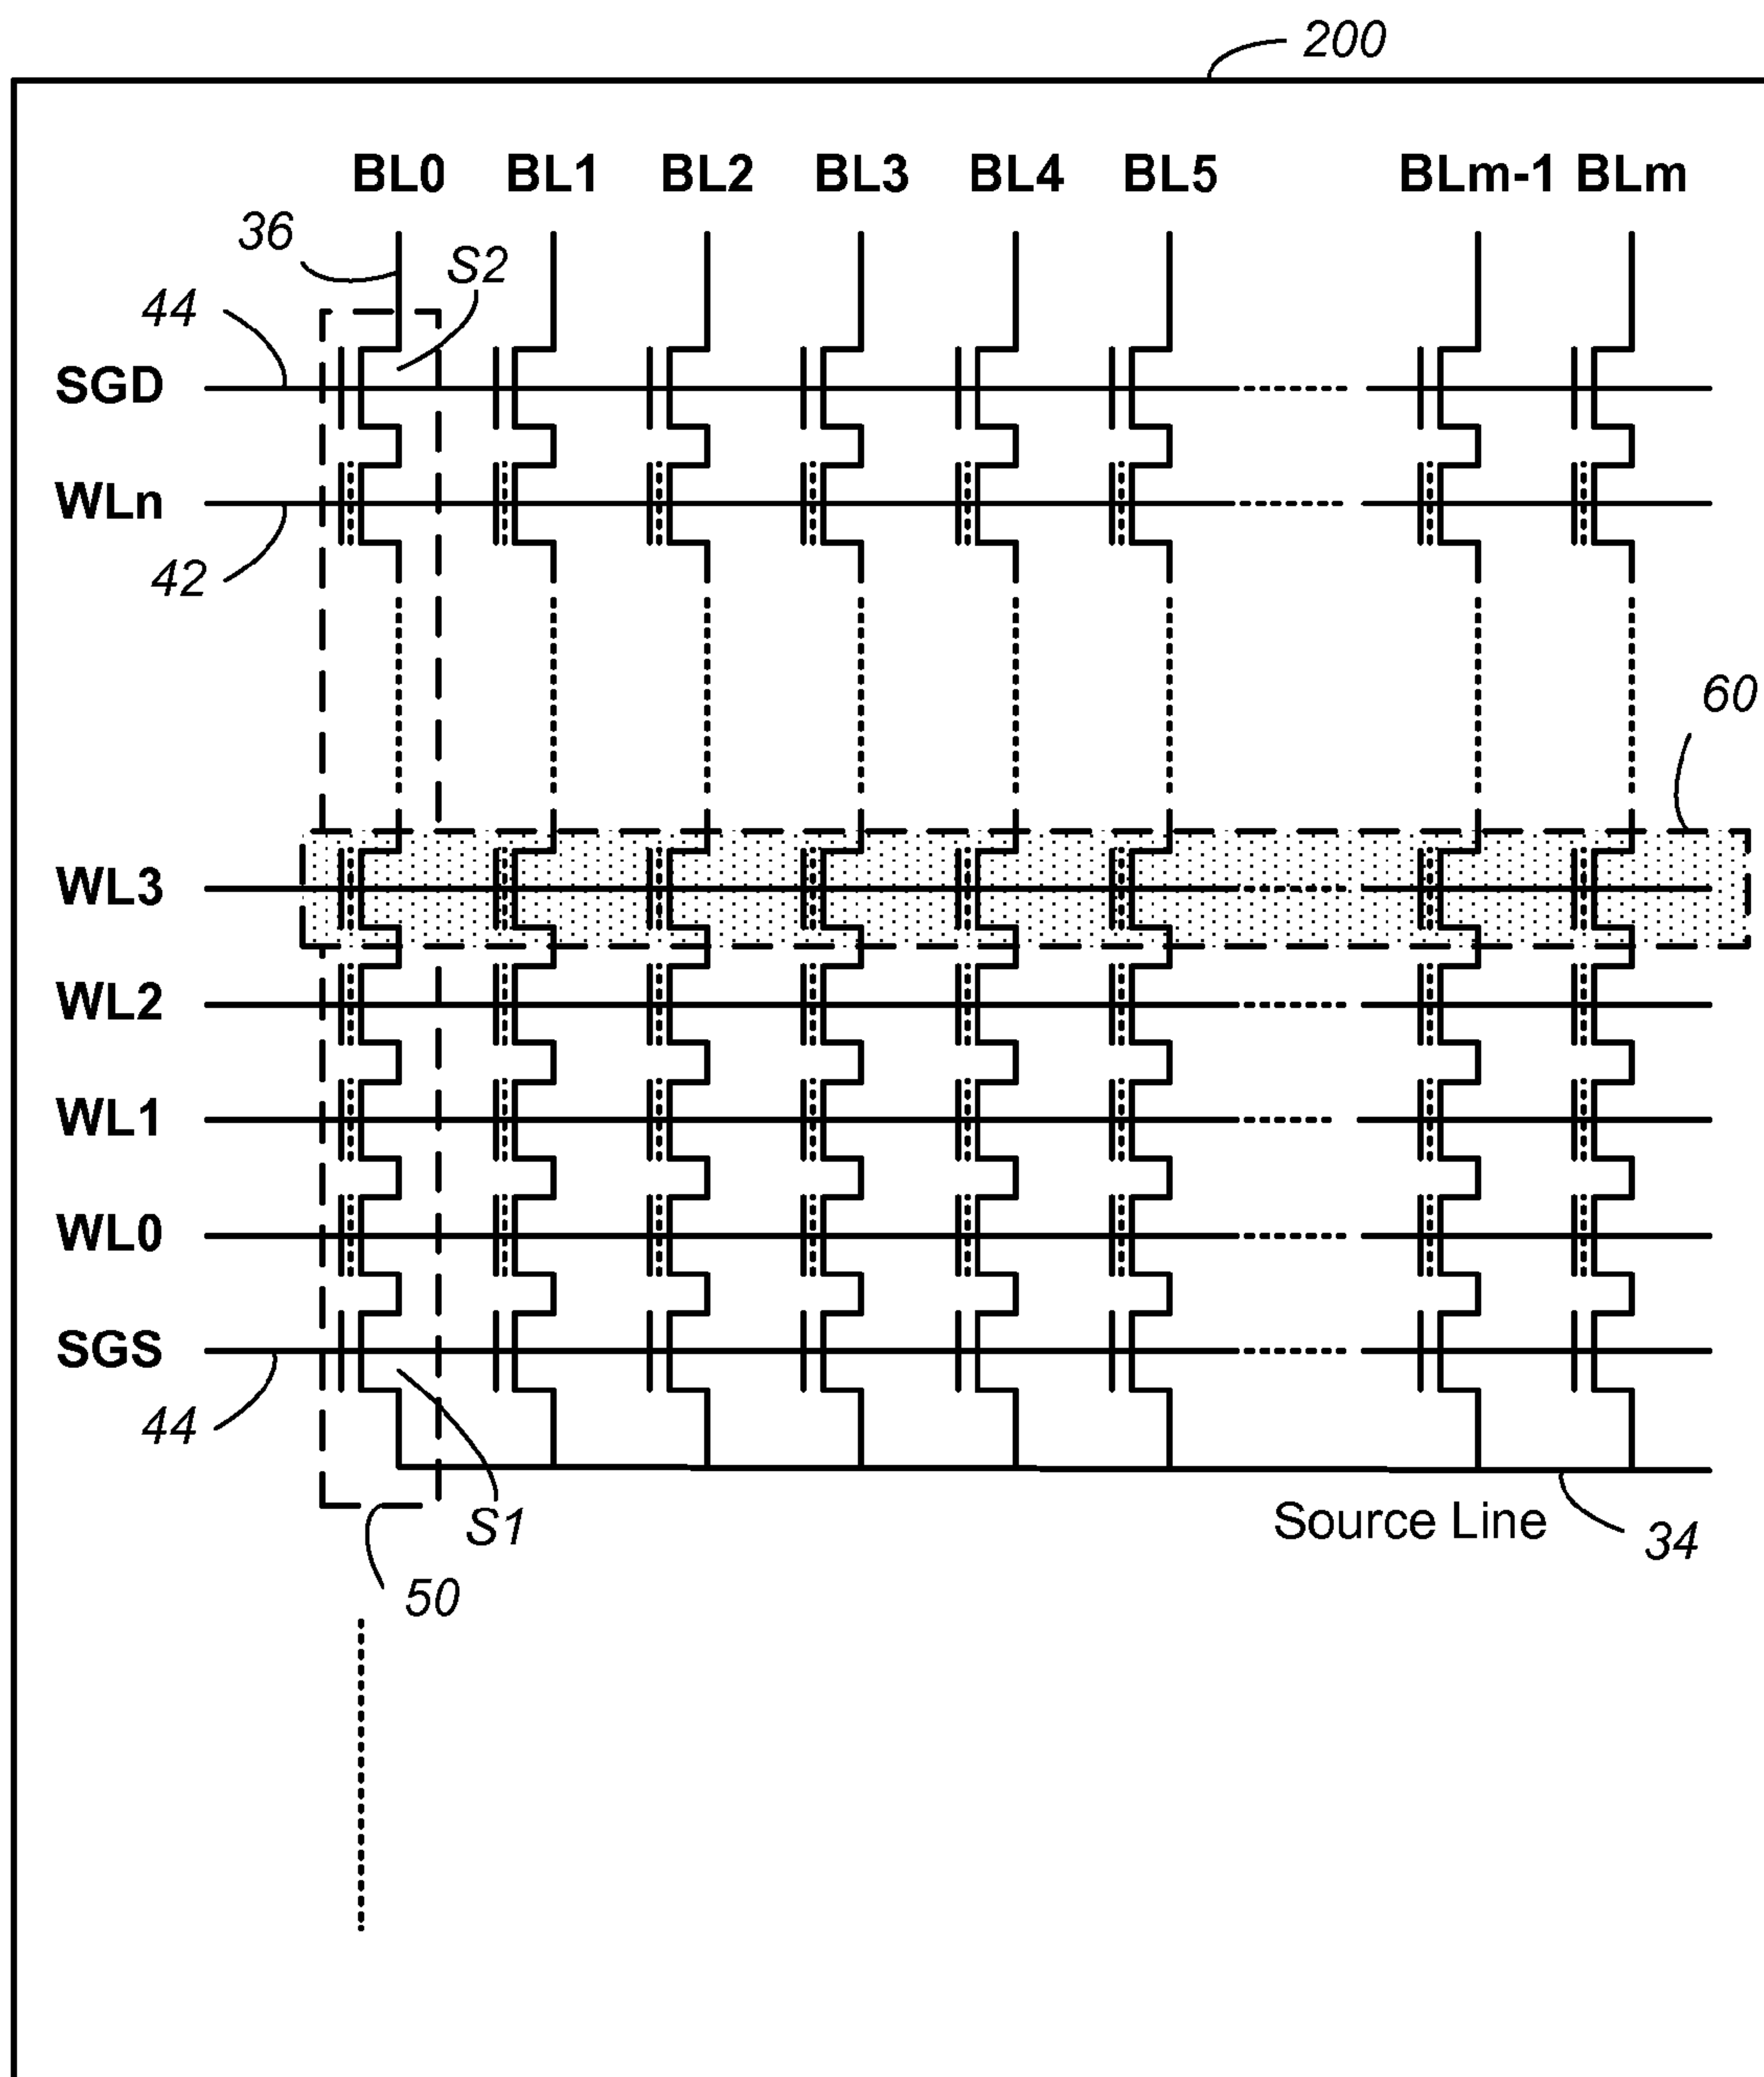 200
BL0 BL1 BL2 BL3 BL4 BL5 BLm-1 BLm
36
S2
44
SGD
WLn
42
60
WL3
WL2
WL1
WL0
SGS
44
S1
Source Line
34
50